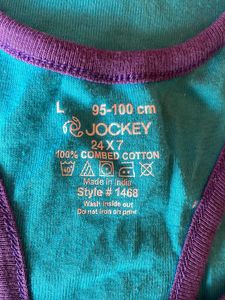 L 95-100 cm
JOCKEY
24 X 7
100% COMBED COTTON
Made in India
Style # 1468
Wash inside out
Do not iron on print